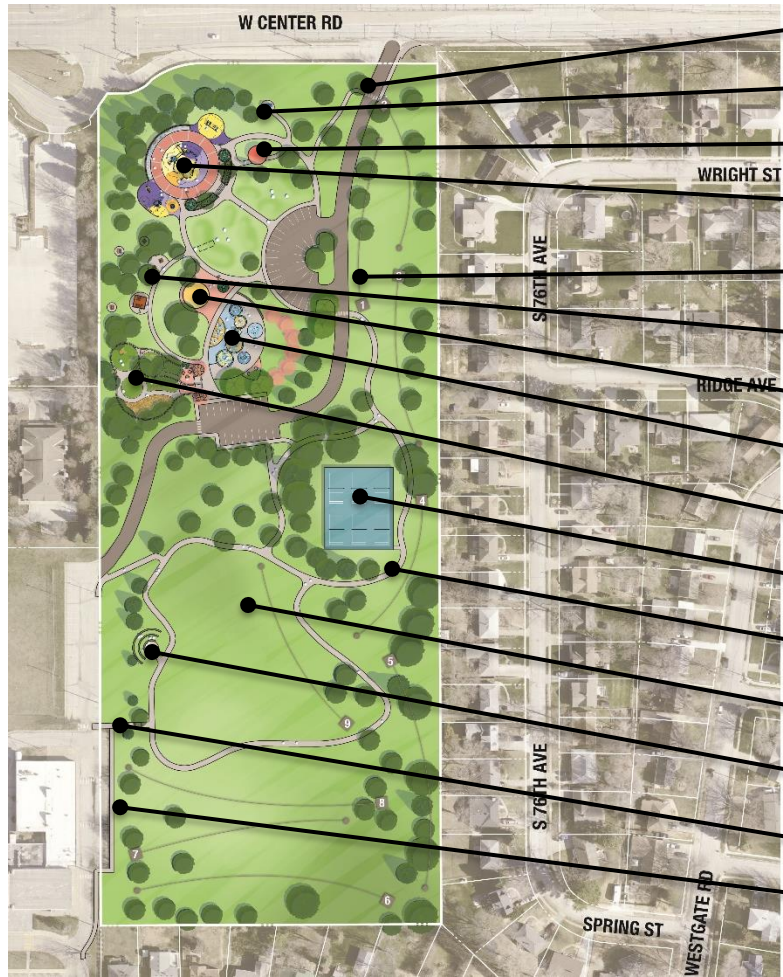 W CENTER RD
WRIGHT ST
S 76TH AVE
1
RIDGE AVE
4
5
9
S 76TH AVE
8
7
6
WESTGATE RD
SPRING ST